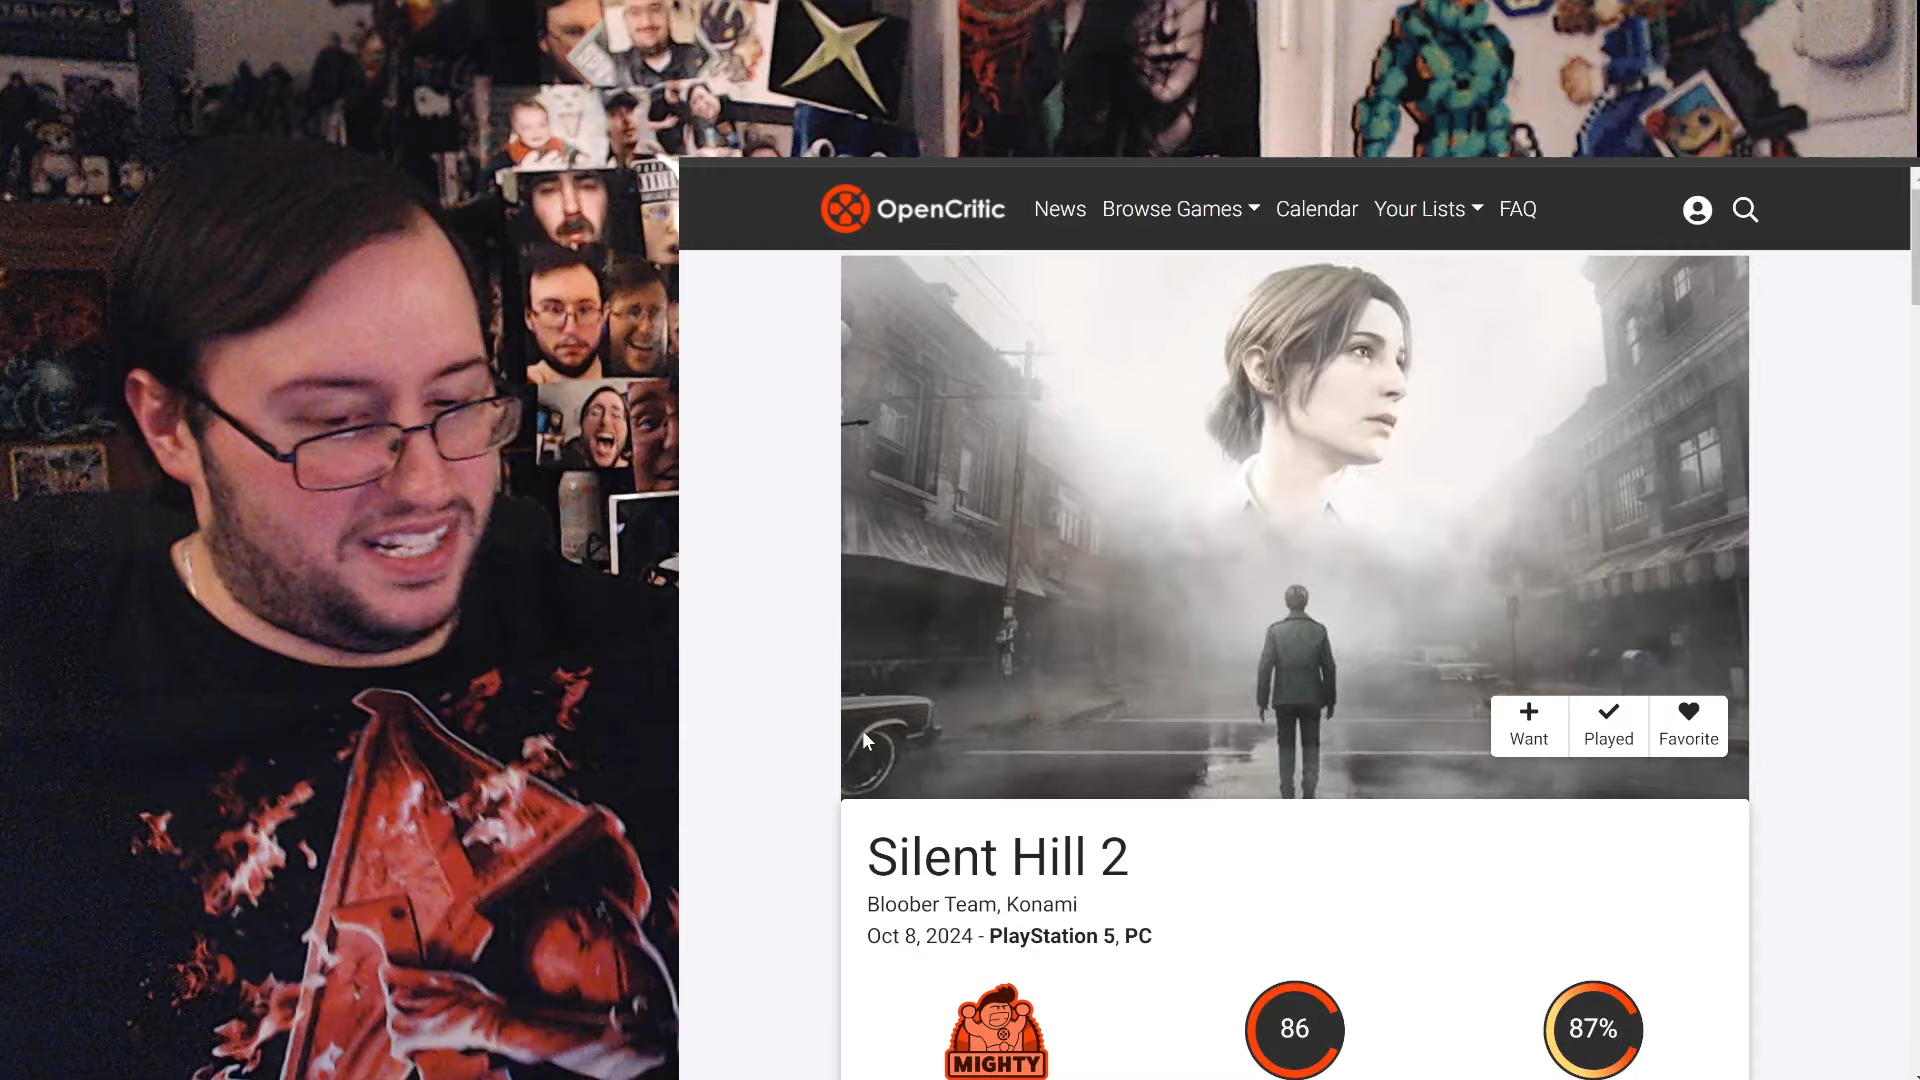 OpenCritic News Browse Games Calendar Your Lists FAQ
Want Played Favorite
Silent Hill 2
Bloober Team, Konami
Oct 8, 2024 - PlayStation 5, PC
MIGHTY
86
87%